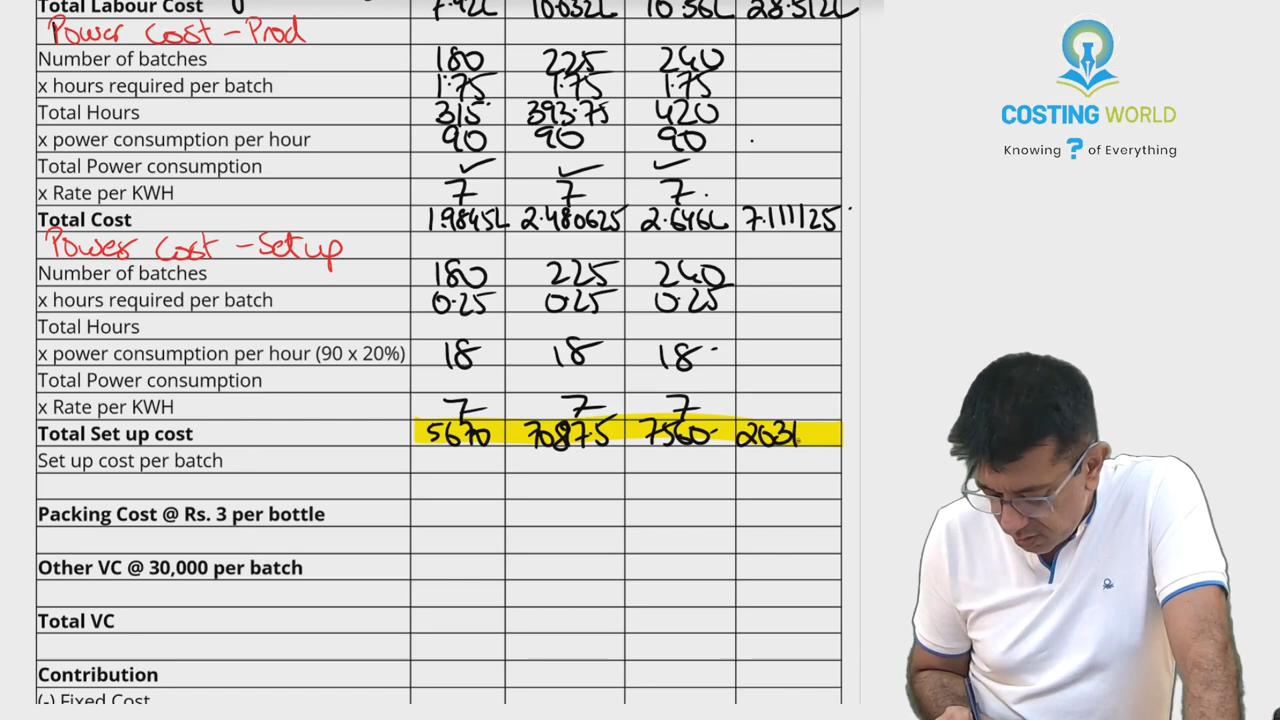 Total Labour Cost 7.92L 10.032L 10.56L 28.512L
Power Cost - Prod
Number of batches 180 225 240
x hours required per batch 1.75 1.75 1.75
Total Hours 315 393.75 420
x power consumption per hour 90 90 90
Total Power consumption ✓ ✓ ✓
x Rate per KWH 7 7 7
Total Cost 1.9845L 2.480625 2.646L 7.111125
Power Cost - Set up
Number of batches 180 225 240
x hours required per batch 0.25 0.25 0.25
Total Hours
x power consumption per hour (90 x 20%) 18 18 18
Total Power consumption
x Rate per KWH 7 7 7
Total Set up cost 5670 7087.5 7560 2031
Set up cost per batch
Packing Cost @ Rs. 3 per bottle
Other VC @ 30,000 per batch
Total VC
Contribution
(-) Fixed Cost
COSTING WORLD
Knowing ? of Everything